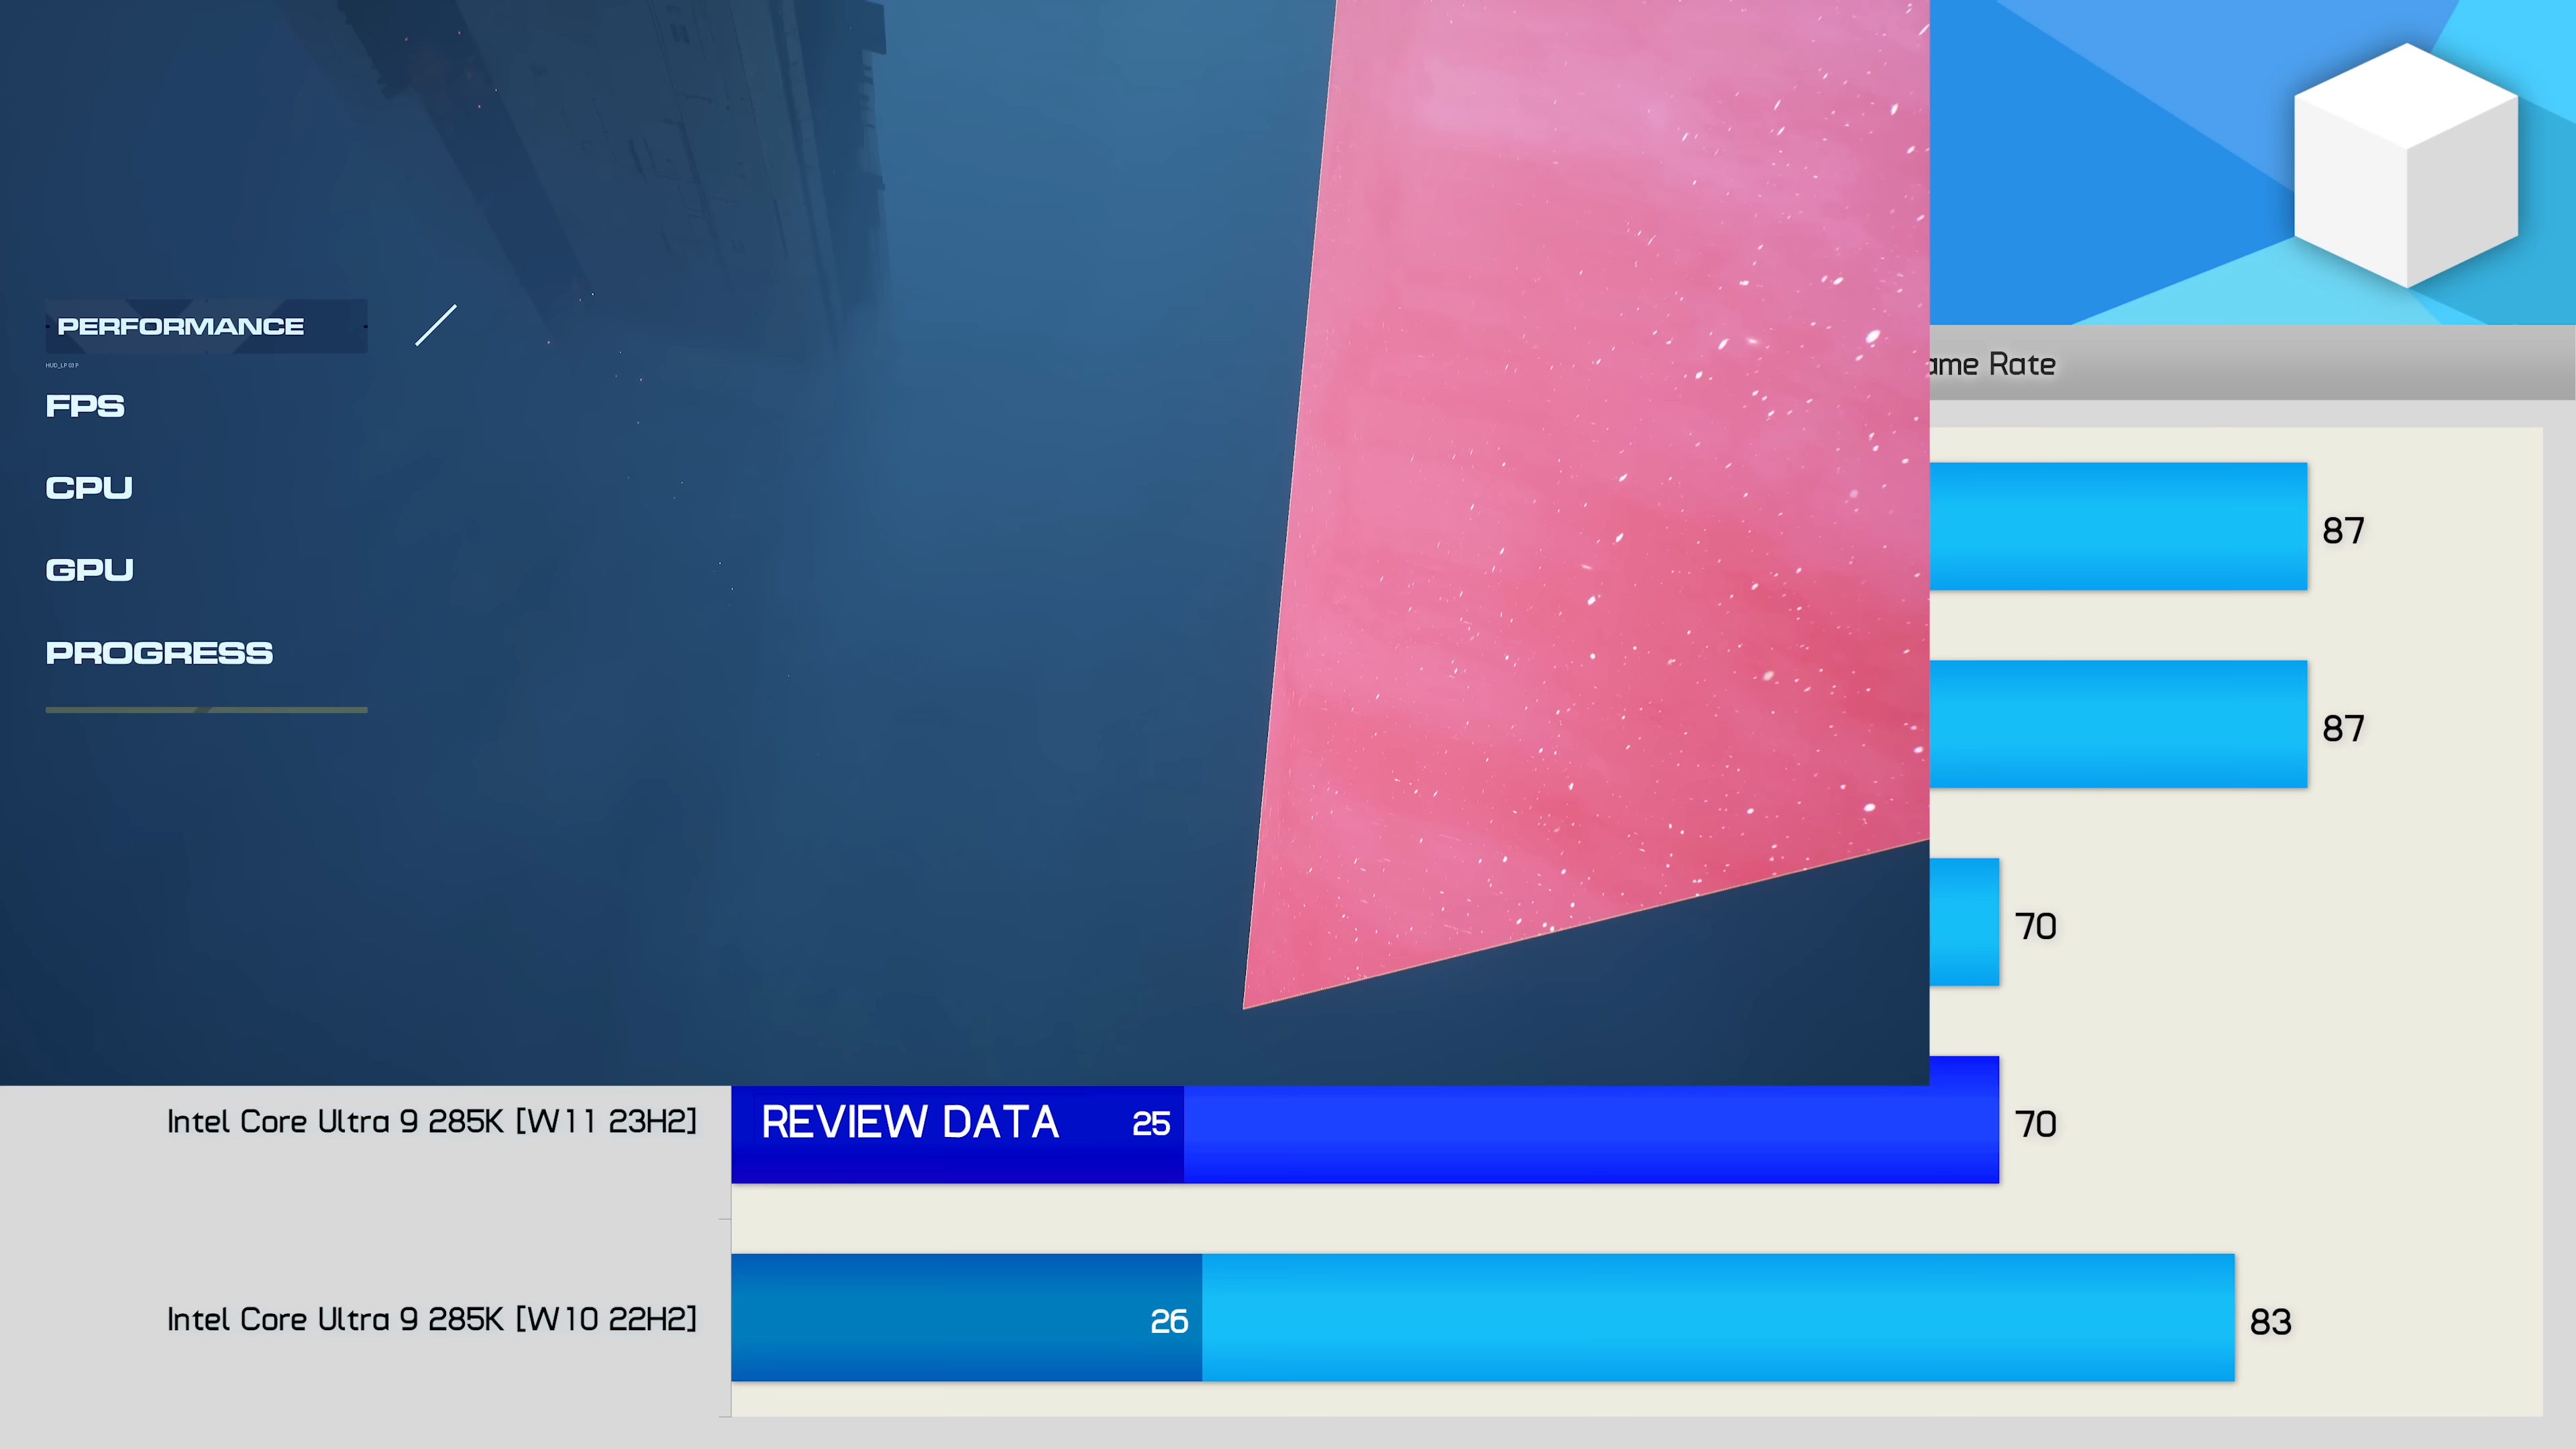 PERFORMANCE
FPS
CPU
GPU
PROGRESS
ame Rate
87
87
70
Intel Core Ultra 9 285K [W11 23H2] REVIEW DATA 25 70
Intel Core Ultra 9 285K [W10 22H2] 26 83